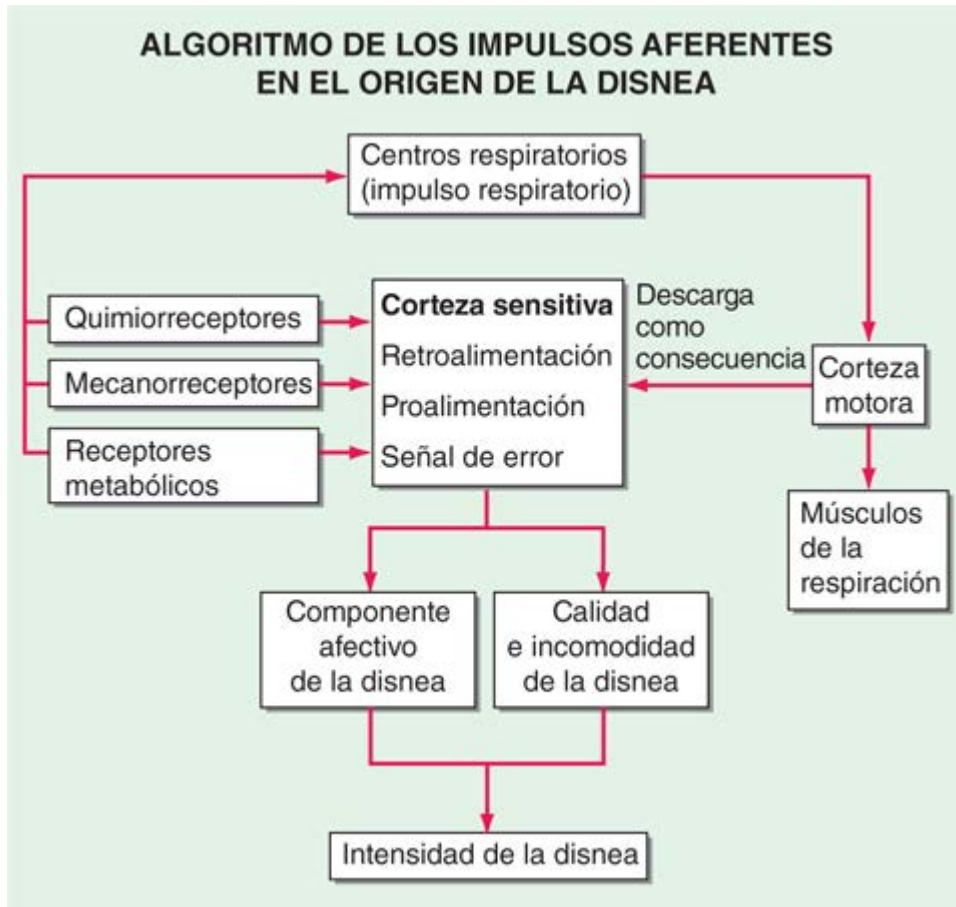 ALGORITMO DE LOS IMPULSOS AFERENTES
EN EL ORIGEN DE LA DISNEA
Centros respiratorios
(impulso respiratorio)
Quimiorreceptores
Mecanorreceptores
Receptores
metabólicos
Corteza sensitiva
Retroalimentación
Proalimentación
Señal de error
Descarga
como
consecuencia
Corteza
motora
Músculos
de la
respiración
Componente
afectivo
de la disnea
Calidad
e incomodidad
de la disnea
Intensidad de la disnea